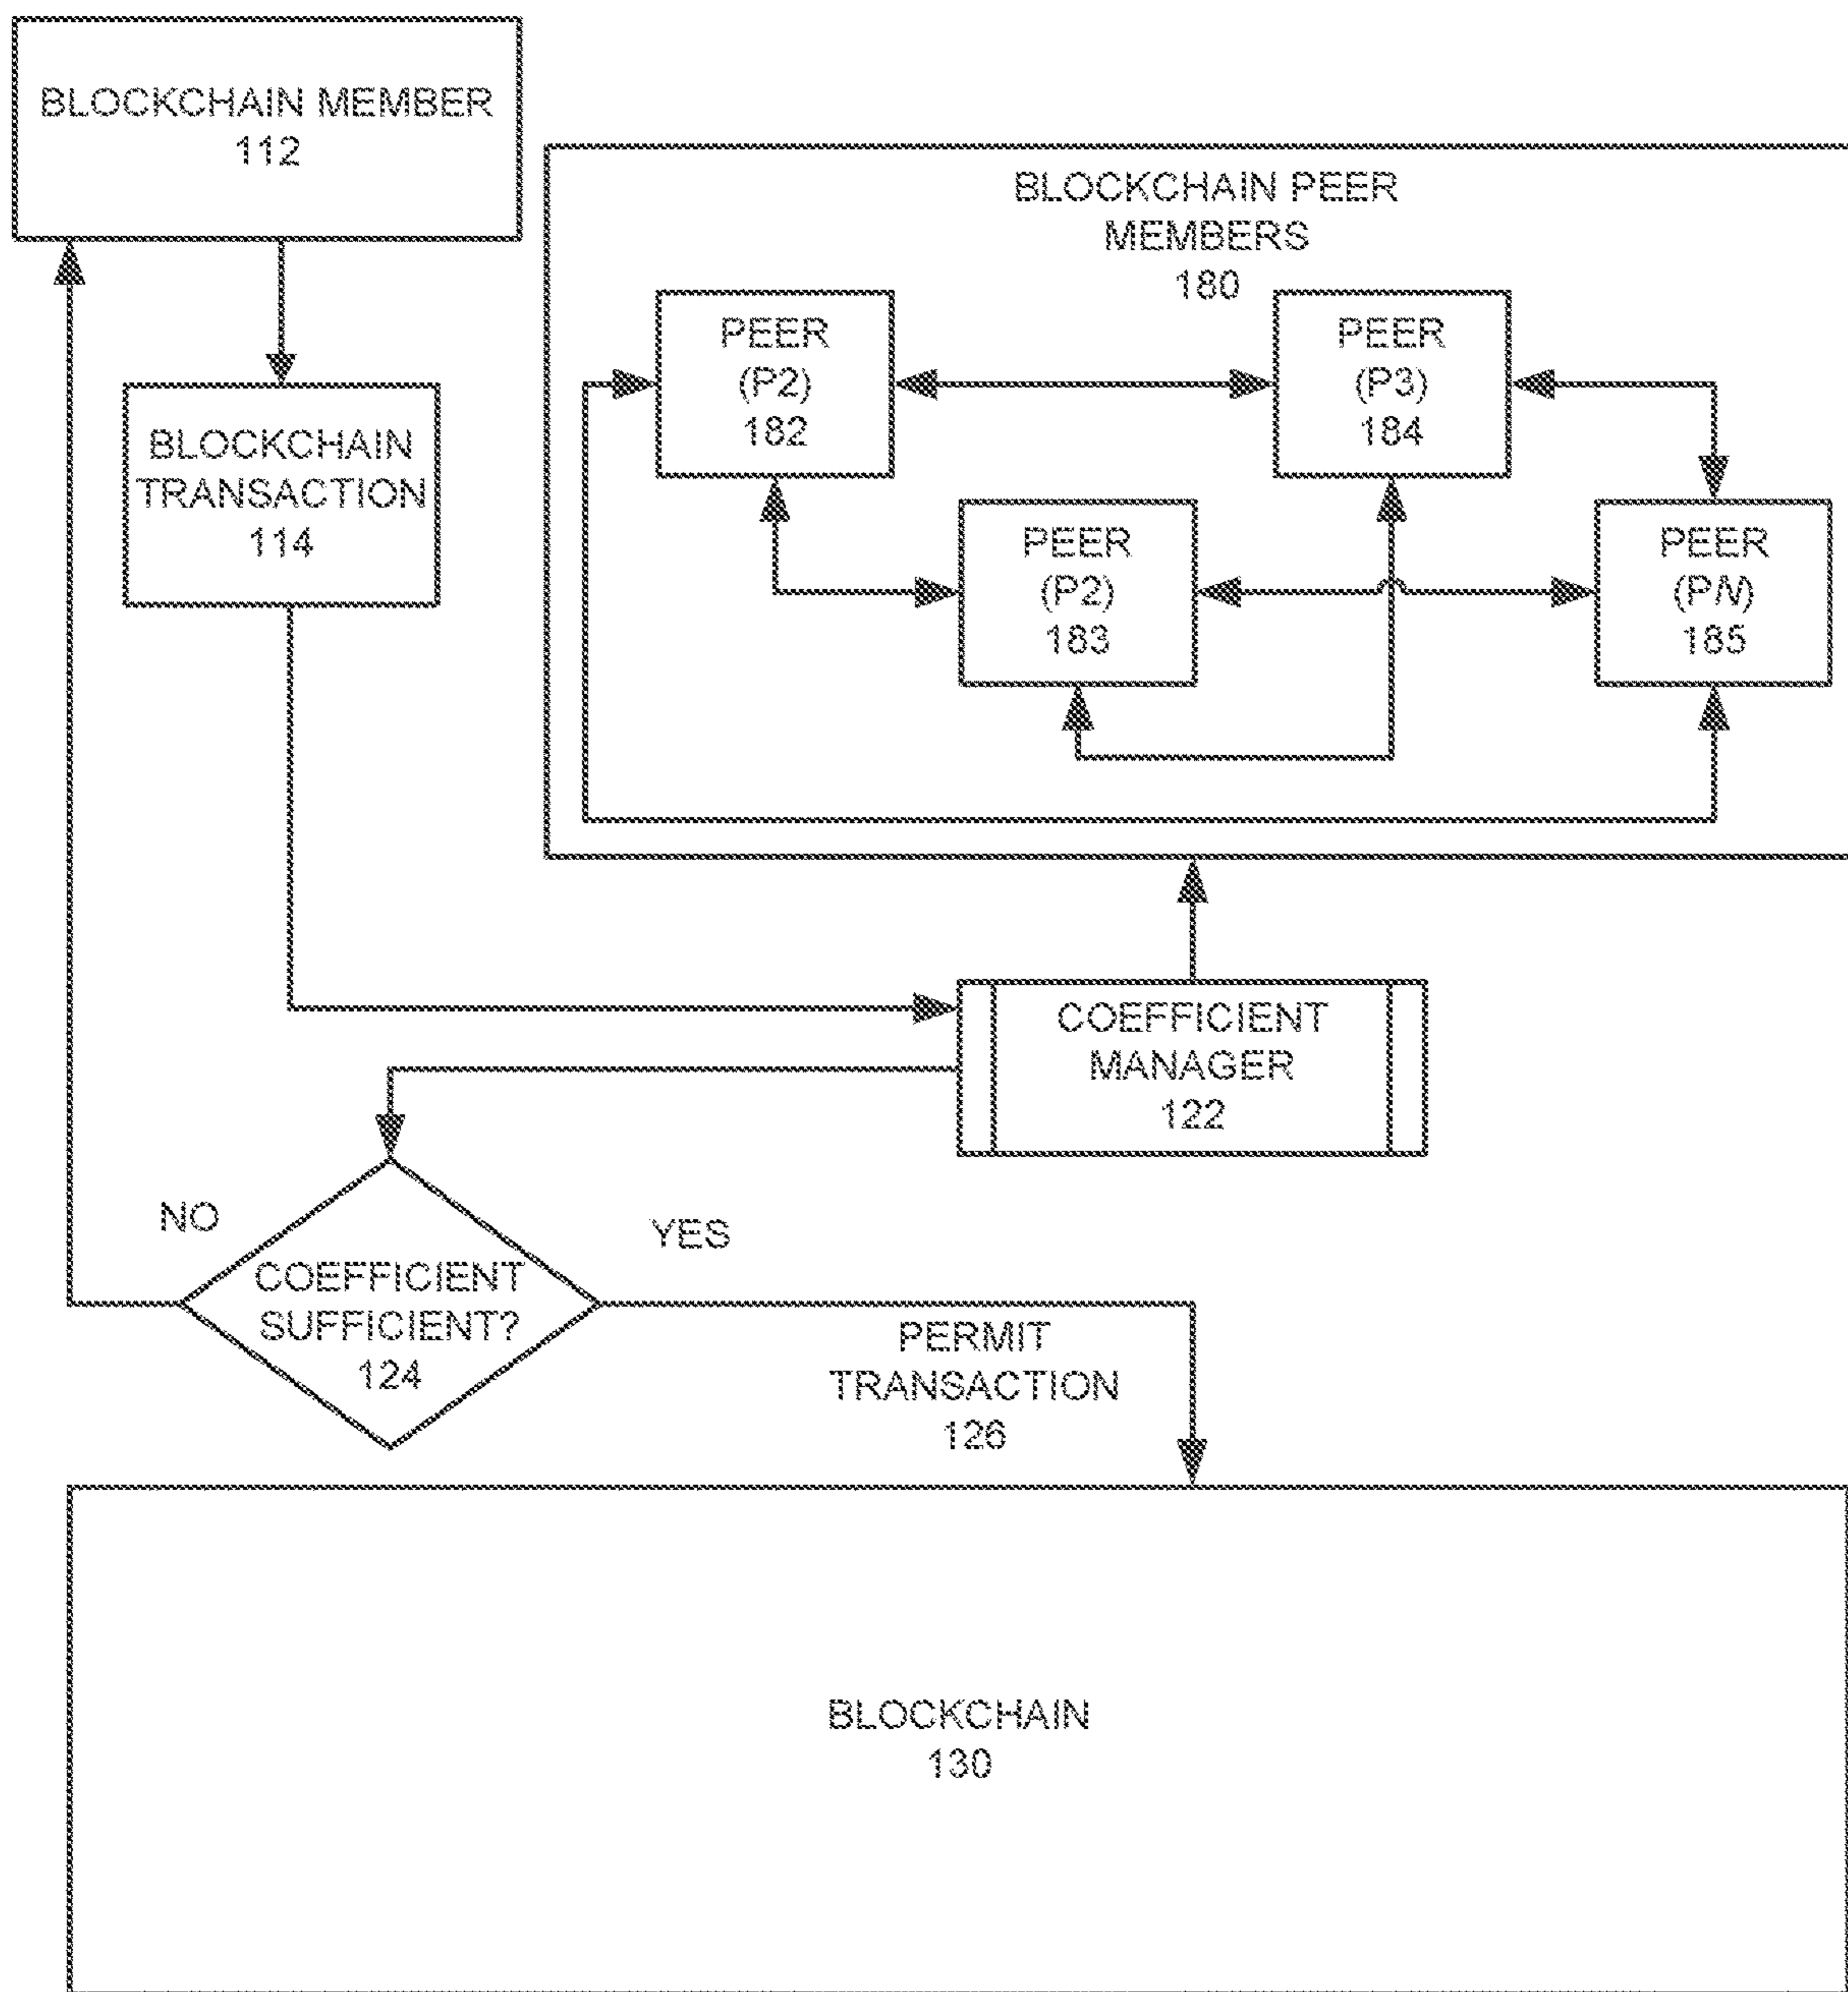 BLOCKCHAIN MEMBER
112
BLOCKCHAIN PEER
MEMBERS
180
PEER
(P2)
182
PEER
(P3)
184
BLOCKCHAIN
TRANSACTION
114
PEER
(P2)
183
PEER
(PN)
185
COEFFICIENT
MANAGER
122
NO
YES
COEFFICIENT
SUFFICIENT?
124
PERMIT
TRANSACTION
126
BLOCKCHAIN
130